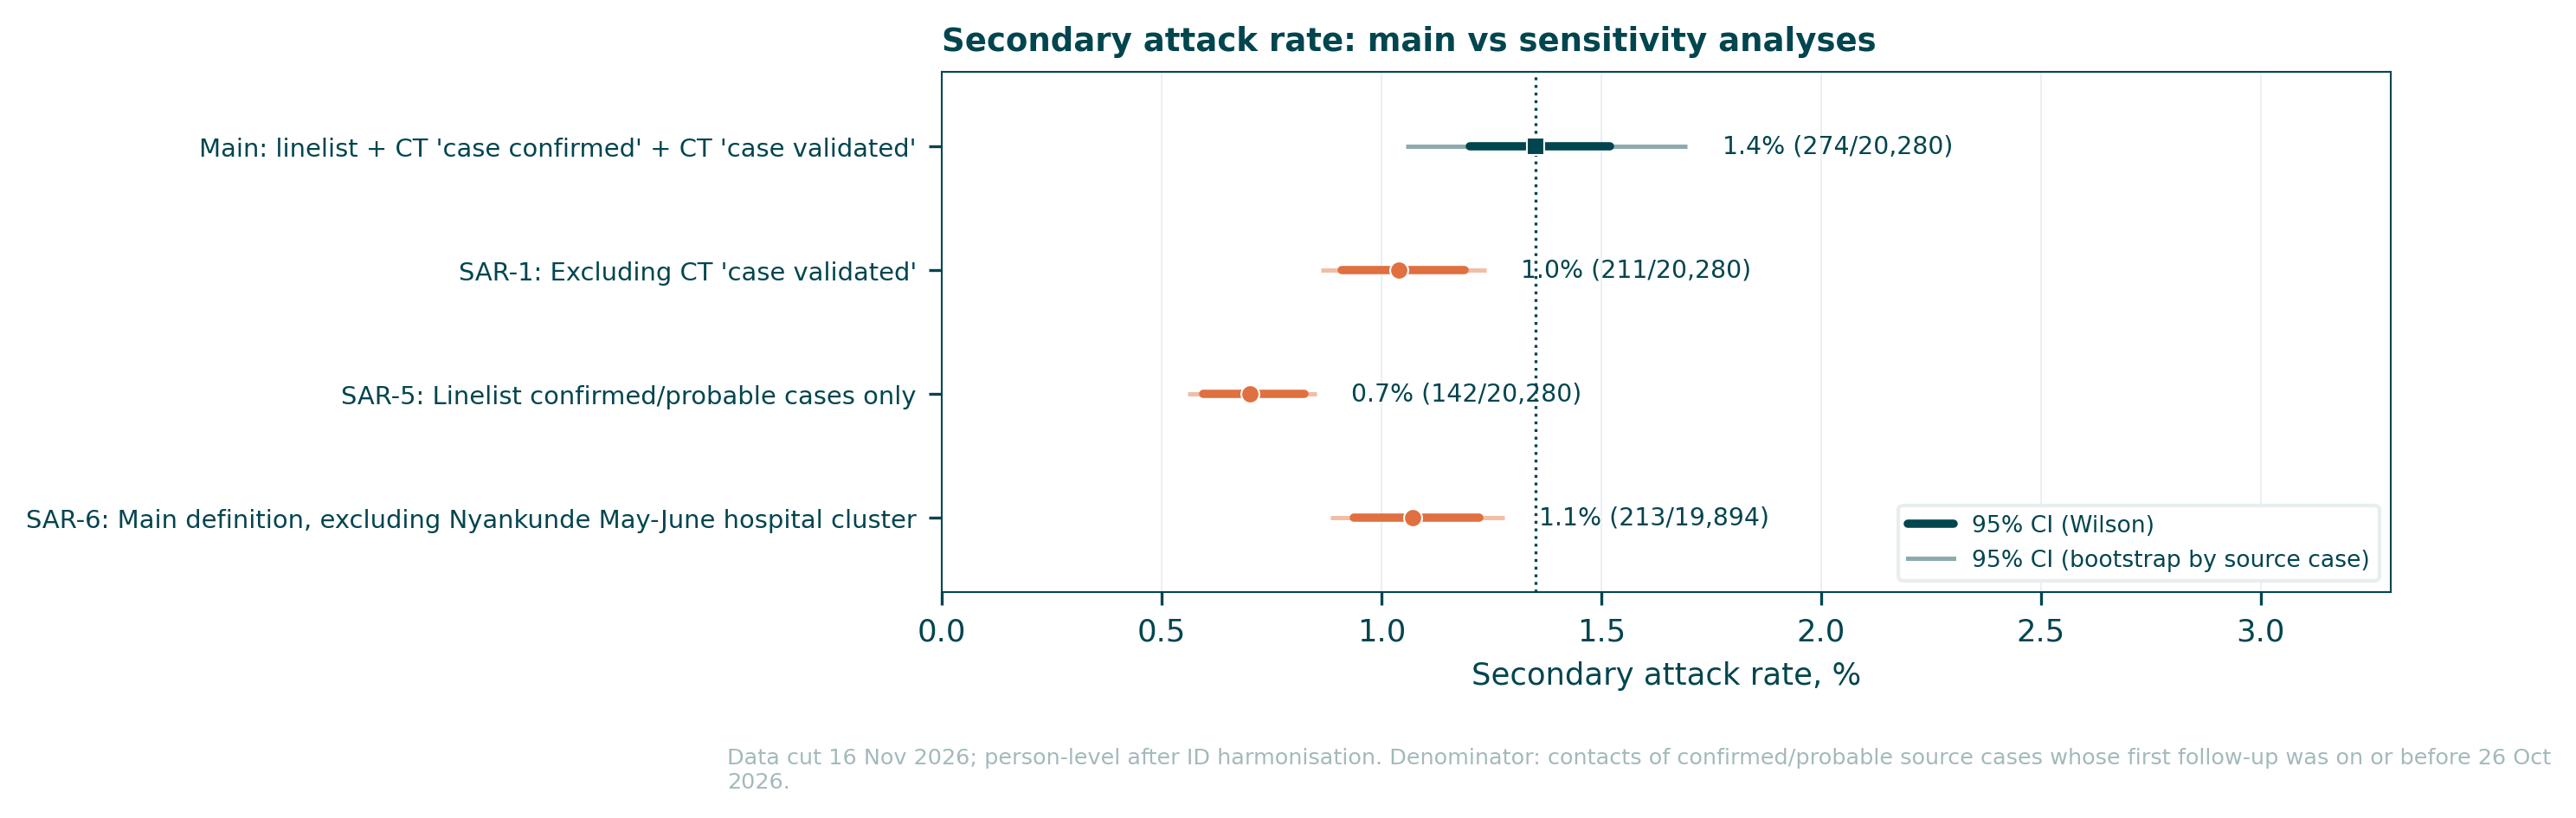 Secondary attack rate: main vs sensitivity analyses
Main: linelist + CT 'case confirmed' + CT 'case validated'
1.4% (274/20,280)
SAR-1: Excluding CT 'case validated'
1.0% (211/20,280)
SAR-5: Linelist confirmed/probable cases only
0.7% (142/20,280)
SAR-6: Main definition, excluding Nyankunde May-June hospital cluster
1.1% (213/19,894)
95% CI (Wilson)
95% CI (bootstrap by source case)
0.0 0.5 1.0 1.5 2.0 2.5 3.0
Secondary attack rate, %
Data cut 16 Nov 2026; person-level after ID harmonisation. Denominator: contacts of confirmed/probable source cases whose first follow-up was on or before 26 Oct
2026.